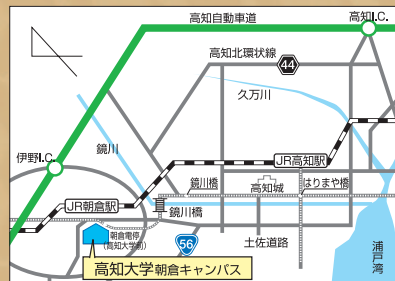 高知自動車道
高知I.C.
高知北環状線
44
久万川
鏡川
伊野I.C.
JR高知駅
鏡川橋
高知城
はりまや橋
JR朝倉駅
鏡川橋
朝倉電停
(高知大学前)
56
土佐道路
浦戸湾
高知大学朝倉キャンパス